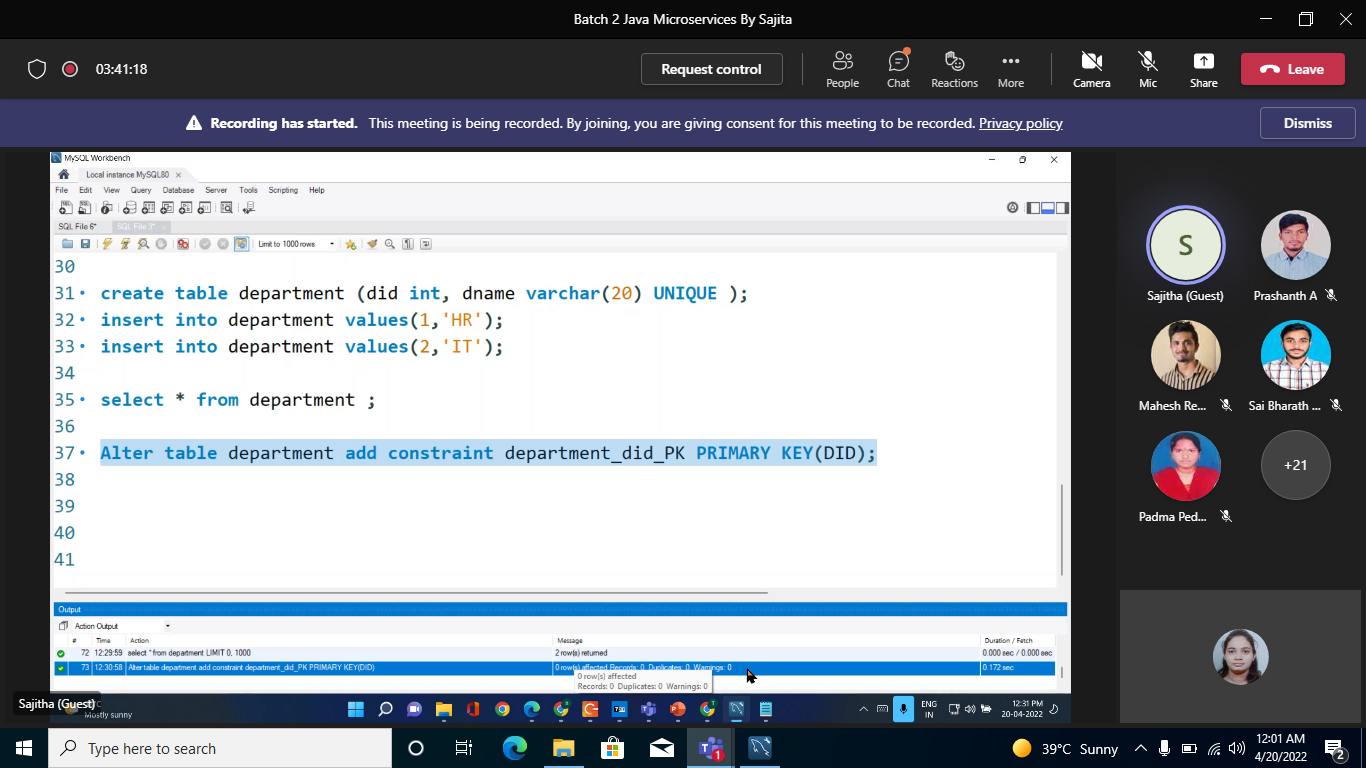 Batch 2 Java Microservices By Sajita
03:41:18
Request control
People
Chat
Reactions
More
Camera
Mic
Share
Leave
Recording has started. This meeting is being recorded. By joining, you are giving consent for this meeting to be recorded. Privacy policy
Dismiss
MySQL Workbench
Local instance MySQL80
File Edit View Query Database Server Tools Scripting Help
SQL File 6* SQL File 3*
Limit to 1000 rows
30
31 create table department (did int, dname varchar(20) UNIQUE );
32 insert into department values(1,'HR');
33 insert into department values(2,'IT');
34
35 select * from department ;
36
37 Alter table department add constraint department_did_PK PRIMARY KEY(DID);
38
39
40
41
Output
Action Output
# Time Action Message Duration / Fetch
72 12:29:59 select * from department LIMIT 0, 1000 2 row(s) returned 0.000 sec / 0.000 sec
73 12:30:58 Alter table department add constraint department_did_PK PRIMARY KEY(DID) 0 row(s) affected Records: 0 Duplicates: 0 Warnings: 0 0.172 sec
0 row(s) affected
Records: 0 Duplicates: 0 Warnings: 0
Sajitha (Guest)
Mostly sunny
ENG
IN
12:31 PM
20-04-2022
S
Sajitha (Guest)
Prashanth A
Mahesh Re...
Sai Bharath ...
Padma Ped...
+21
Type here to search
1
39°C Sunny
12:01 AM
4/20/2022
2